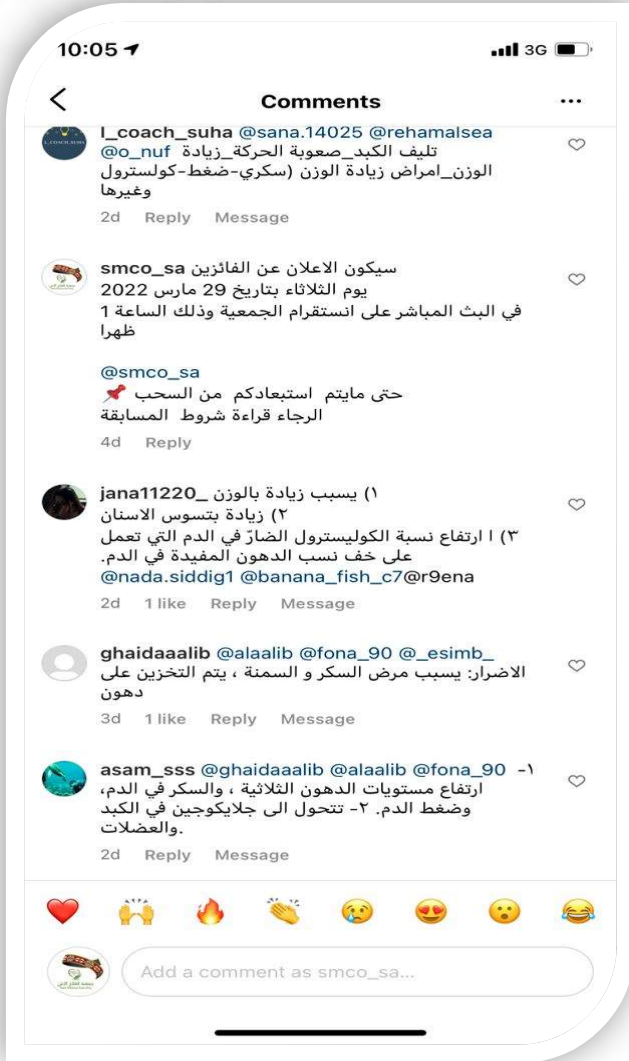 10:05
3G
Comments
l_coach_suha @sana.14025 @rehamalsea
@o_nuf تليف الكبد_صعوبة الحركة_زيادة
الوزن_امراض زيادة الوزن (سكري-ضغط-كولسترول
وغيرها
2d Reply Message
smco_sa سيكون الاعلان عن الفائزين
يوم الثلاثاء بتاريخ 29 مارس 2022
في البث المباشر على انستقرام الجمعية وذلك الساعة 1
ظهرا
@smco_sa
📌 حتى مايتم استبعادكم من السحب
الرجاء قراءة شروط المسابقة
4d Reply
jana11220_ ١) يسبب زيادة بالوزن
٢) زيادة بتسوس الاسنان
٣) ا ارتفاع نسبة الكوليسترول الضارّ في الدم التي تعمل
على خف نسب الدهون المفيدة في الدم.
@nada.siddig1 @banana_fish_c7@r9ena
2d 1 like Reply Message
ghaidaaalib @alaalib @fona_90 @_esimb_
الاضرار: يسبب مرض السكر و السمنة ، يتم التخزين على
دهون
3d 1 like Reply Message
asam_sss @ghaidaaalib @alaalib @fona_90 -١
ارتفاع مستويات الدهون الثلاثية ، والسكر في الدم،
وضغط الدم. ٢- تتحول الى جلايكوجين في الكبد
والعضلات.
2d Reply Message
Add a comment as smco_sa...